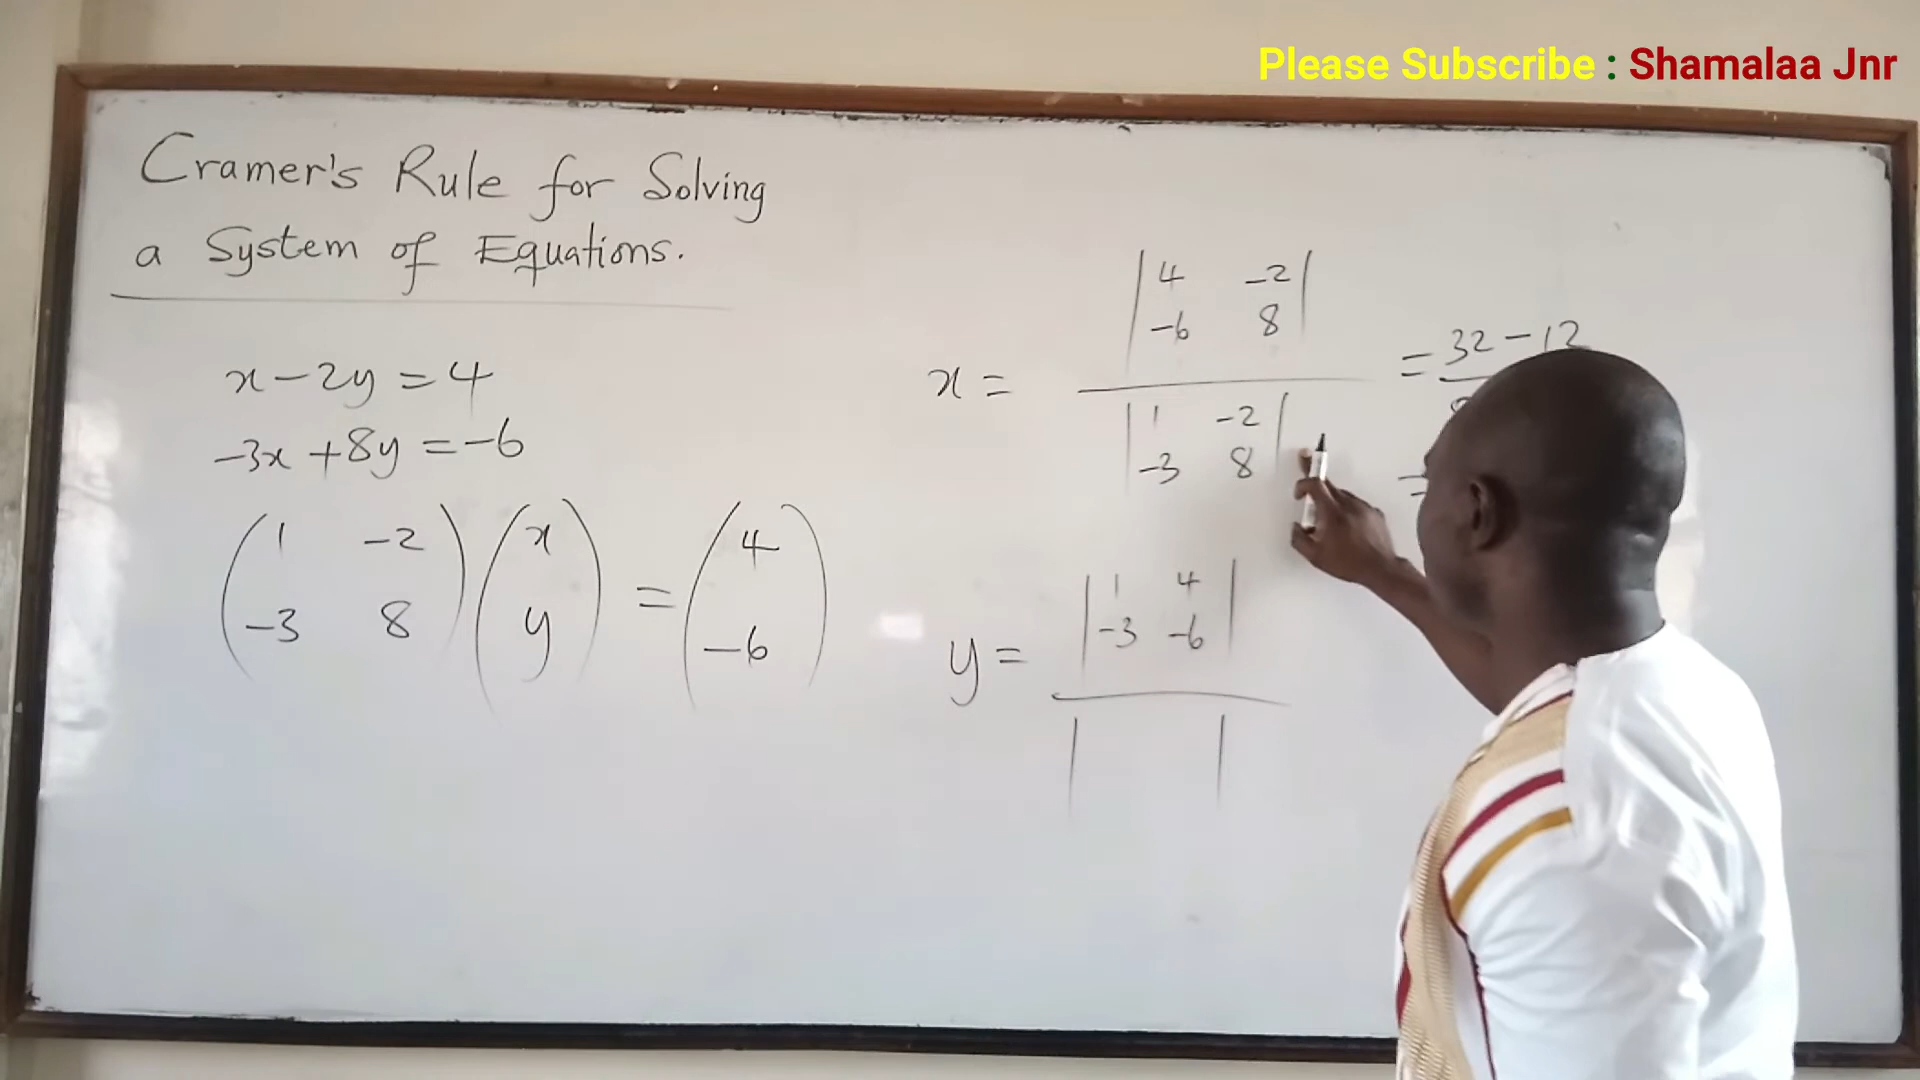 Please Subscribe : Shamalaa Jnr
Cramer's Rule for Solving
a System of Equations.
x - 2y = 4
-3x + 8y = -6
( 1 -2 ) ( x ) = ( 4 )
( -3 8 ) ( y ) ( -6 )
| 4 -2 |
| -6 8 |
x = = 32 - 12
| 1 -2 |
| -3 8 | =
| 1 4 |
| -3 -6 |
y =
| |